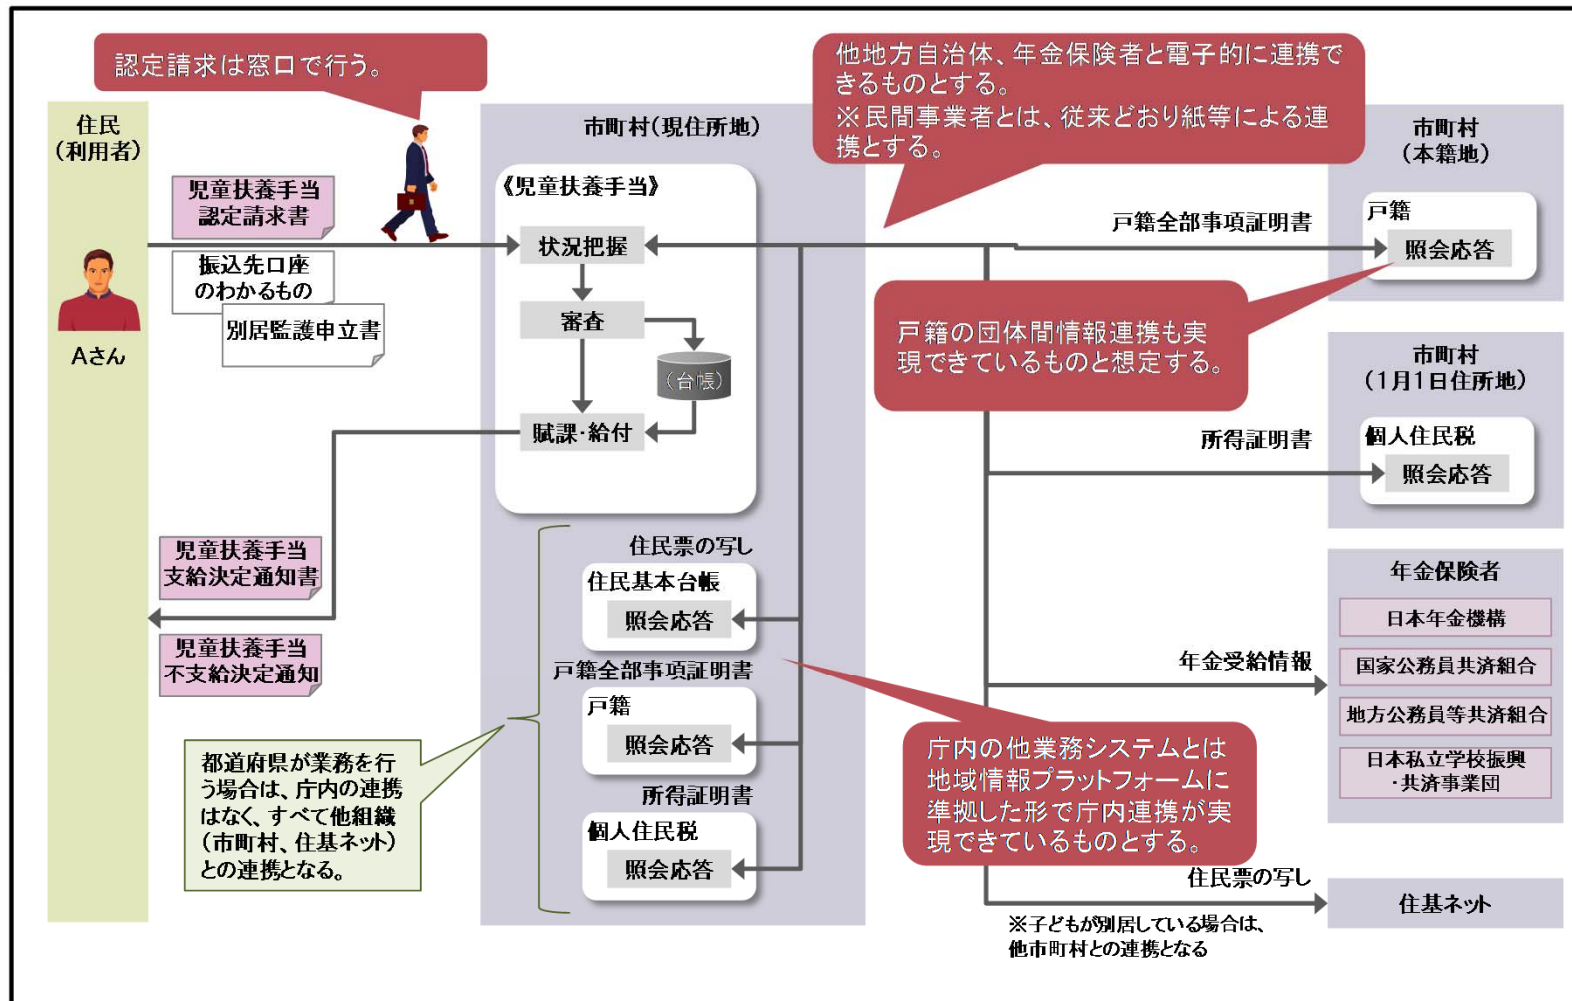 認定請求は窓口で行う。
他地方自治体、年金保険者と電子的に連携で
きるものとする。
※民間事業者とは、従来どおり紙等による連
携とする。
住民
（利用者）
Aさん
児童扶養手当
認定請求書
振込先口座
のわかるもの
別居監護申立書
児童扶養手当
支給決定通知書
児童扶養手当
不支給決定通知
市町村（現住所地）
《児童扶養手当》
状況把握
審査
（台帳）
賦課・給付
住民票の写し
住民基本台帳
照会応答
戸籍全部事項証明書
戸籍
照会応答
所得証明書
個人住民税
照会応答
都道府県が業務を行
う場合は、庁内の連携
はなく、すべて他組織
（市町村、住基ネット）
との連携となる。
戸籍全部事項証明書
市町村
（本籍地）
戸籍
照会応答
戸籍の団体間情報連携も実
現できているものと想定する。
所得証明書
市町村
（1月1日住所地）
個人住民税
照会応答
年金受給情報
年金保険者
日本年金機構
国家公務員共済組合
地方公務員等共済組合
日本私立学校振興
・共済事業団
庁内の他業務システムとは
地域情報プラットフォームに
準拠した形で庁内連携が実
現できているものとする。
住民票の写し
住基ネット
※子どもが別居している場合は、
他市町村との連携となる